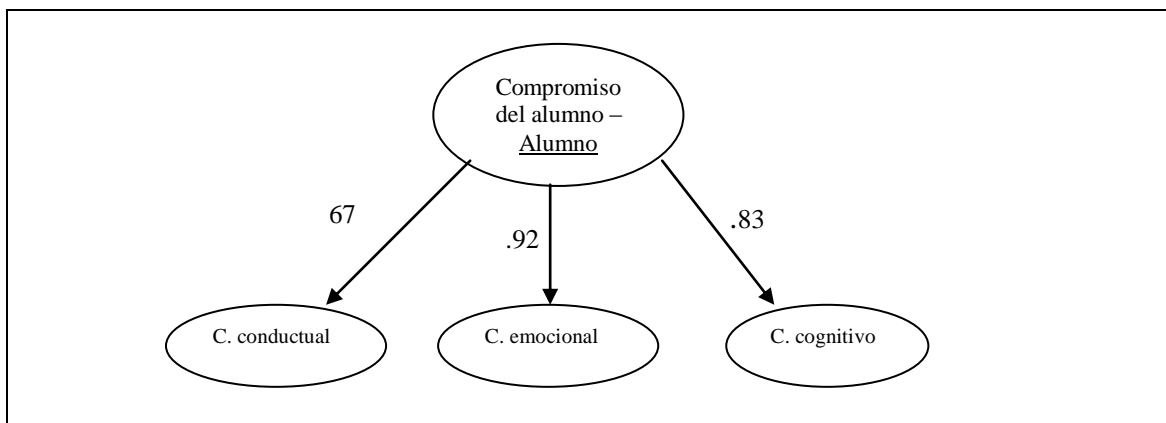 Compromiso
del alumno –
Alumno
67
.92
.83
C. conductual
C. emocional
C. cognitivo